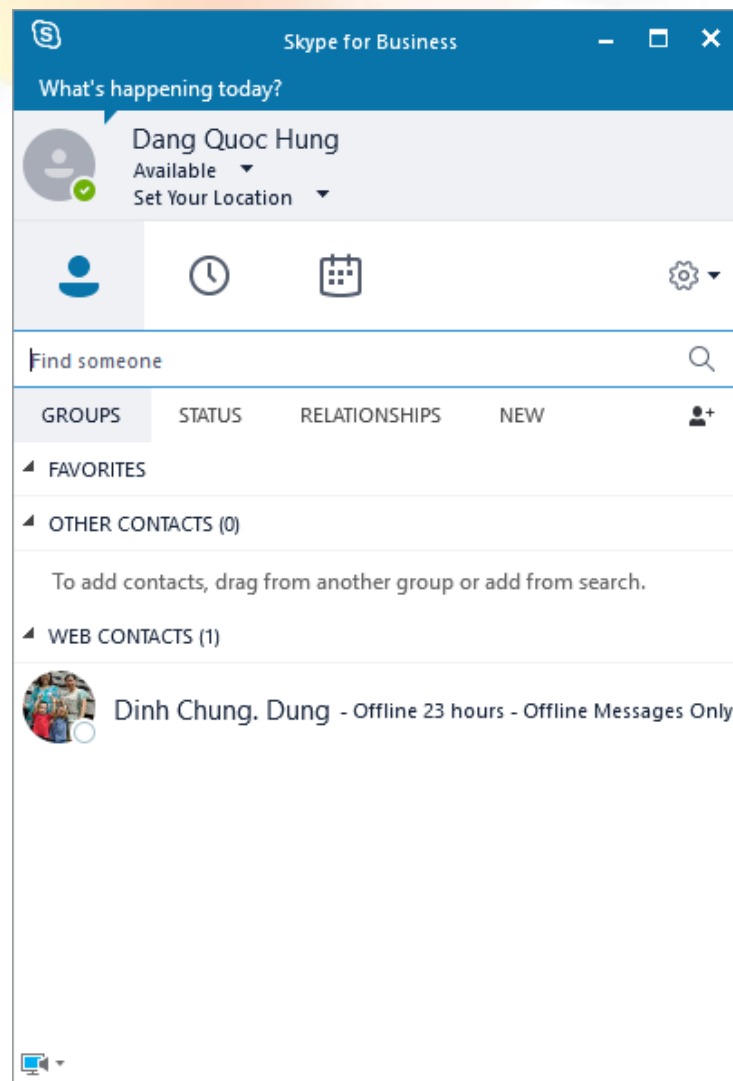 Skype for Business
What's happening today?
Dang Quoc Hung
Available
Set Your Location
Find someone
GROUPS STATUS RELATIONSHIPS NEW
FAVORITES
OTHER CONTACTS (0)
To add contacts, drag from another group or add from search.
WEB CONTACTS (1)
Dinh Chung. Dung - Offline 23 hours - Offline Messages Only